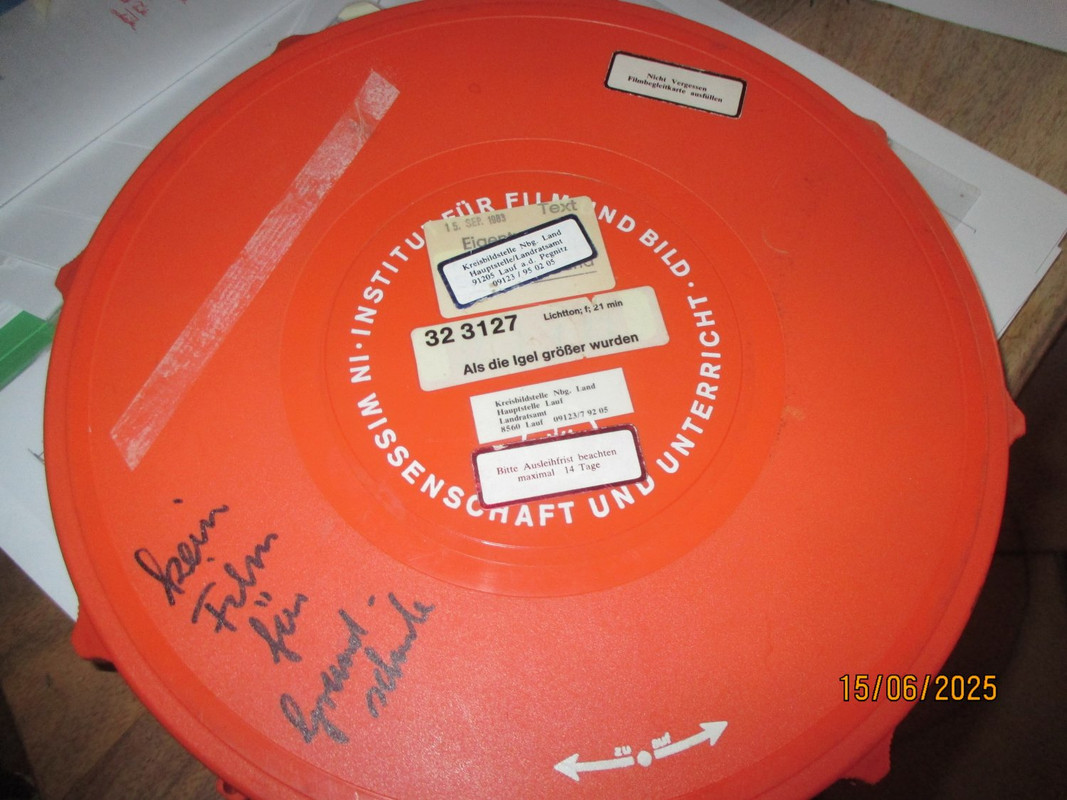 Nicht Vergessen
Filmbegleitkarte ausfüllen
INSTITU FÜR FILM UND BILD · IN WISSENSCHAFT UND UNTERRICHT ·
15. SEP. 1983
Text
Kreisbildstelle Nbg. Land
Hauptstelle/Landratsamt
91205 Lauf a.d. Pegnitz
09123 / 95 02 05
32 3127 Lichtton; f; 21 min
Als die Igel größer wurden
Kreisbildstelle Nbg. Land
Hauptstelle Lauf
Landratsamt
8560 Lauf 09123/7 92 05
Bitte Ausleihfrist beachten
maximal 14 Tage
kein
Film
für
Grund-
schule
15/06/2025